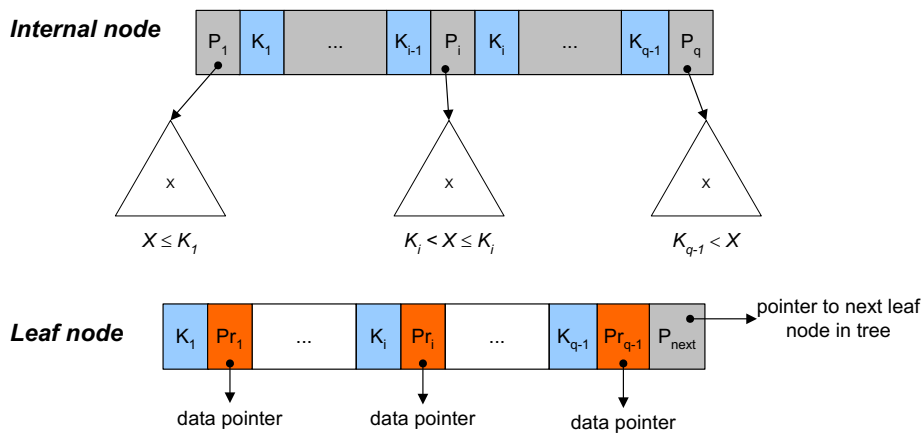 Internal node
P1 K1 ... Ki-1 Pi Ki ... Kq-1 Pq
X X X
X ≤ K1 Ki < X ≤ Ki Kq-1 < X
Leaf node
K1 Pr1 ... Ki Pri ... Kq-1 Prq-1 Pnext
pointer to next leaf
node in tree
data pointer data pointer data pointer